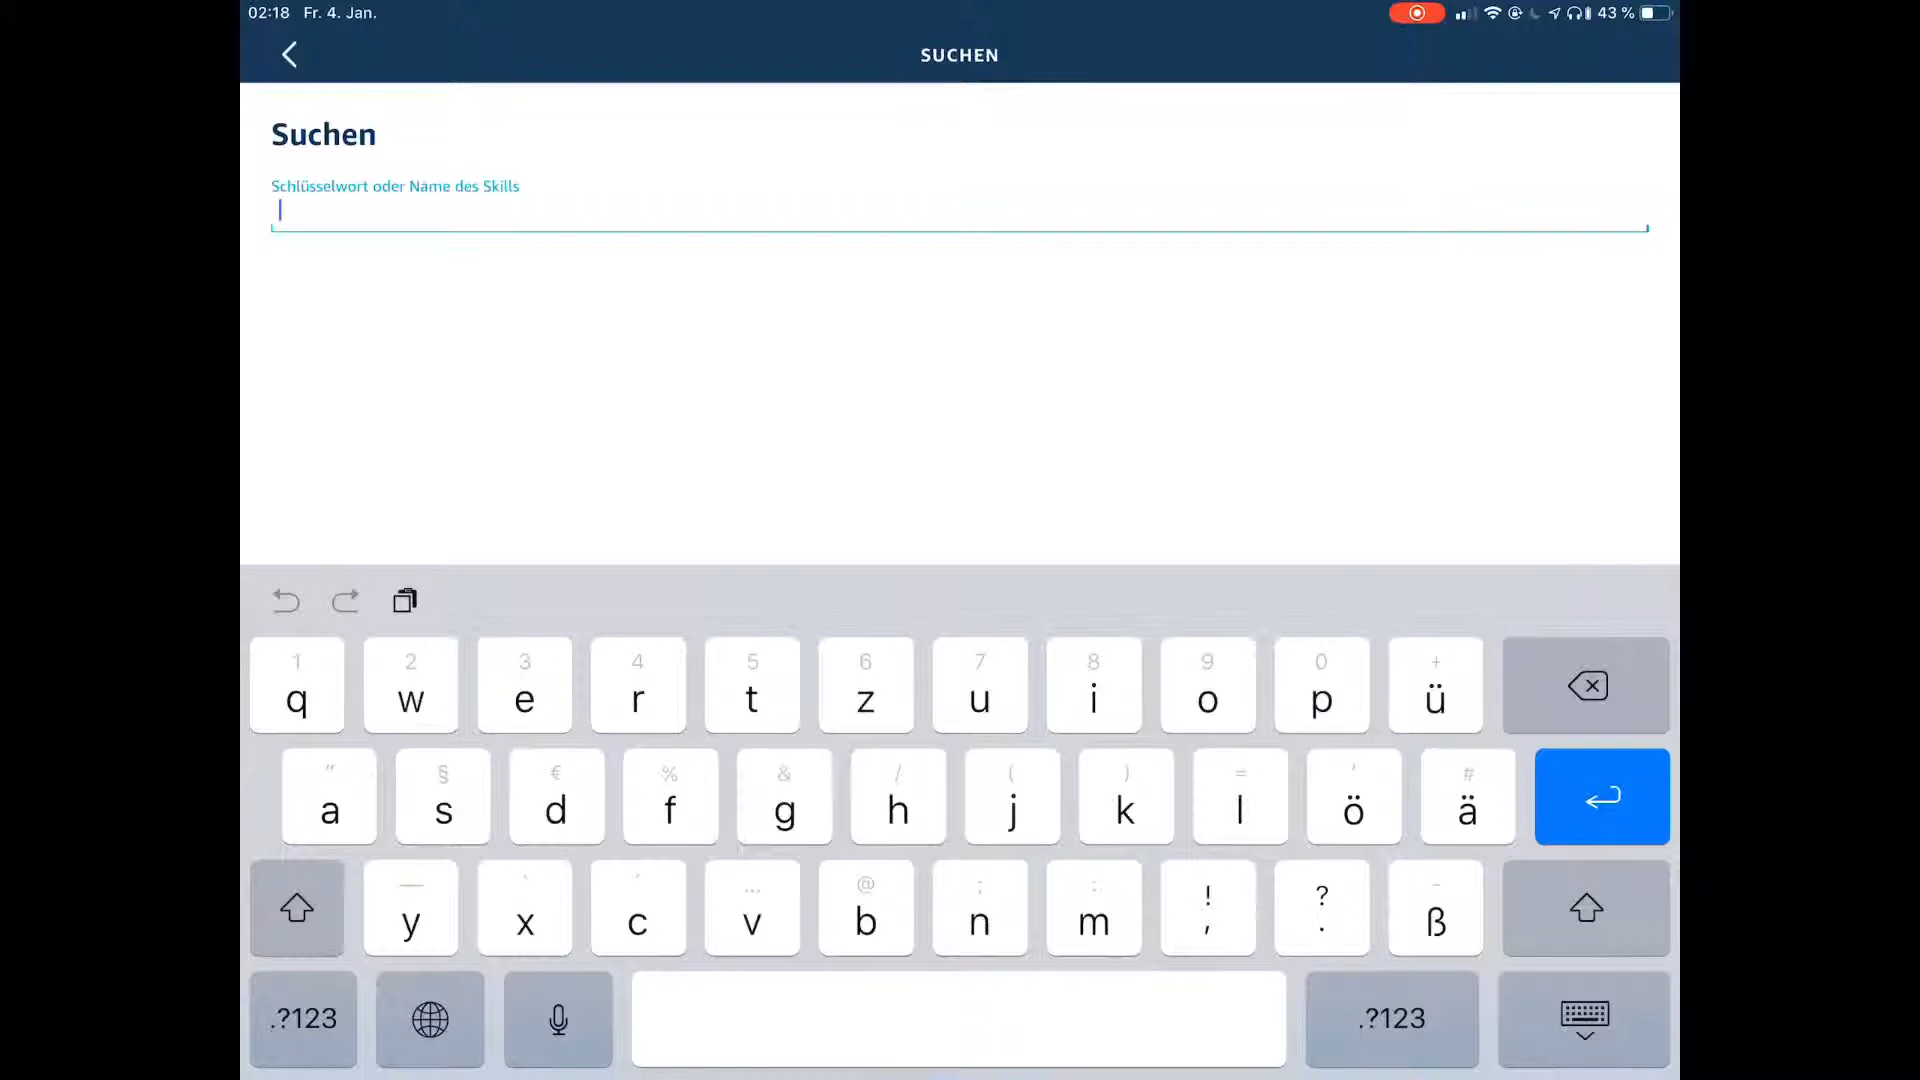 02:18 Fr. 4. Jan. 43 %
SUCHEN
Suchen
Schlüsselwort oder Name des Skills
1 2 3 4 5 6 7 8 9 0 +
q w e r t z u i o p ü
" § € % & / ( ) = ' #
a s d f g h j k l ö ä
— ` ´ ... @ ; : ! ? -
y x c v b n m , . ß
.?123 .?123